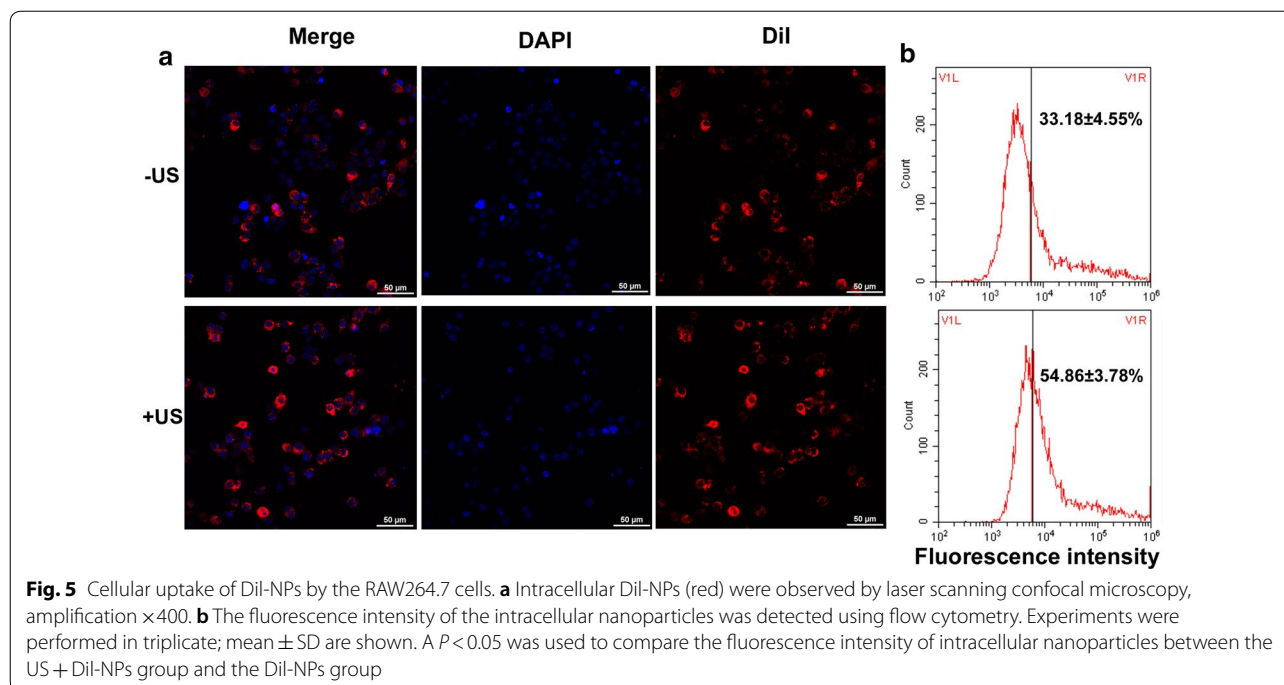 Merge DAPI DiI
a b
-US
50 μm 50 μm 50 μm
V1L V1R
33.18±4.55%
Count
200
100
0
10² 10³ 10⁴ 10⁵ 10⁶
+US
50 μm 50 μm 50 μm
V1L V1R
54.86±3.78%
Count
200
100
0
10² 10³ 10⁴ 10⁵ 10⁶
Fluorescence intensity
Fig. 5 Cellular uptake of DiI-NPs by the RAW264.7 cells. a Intracellular DiI-NPs (red) were observed by laser scanning confocal microscopy,
amplification ×400. b The fluorescence intensity of the intracellular nanoparticles was detected using flow cytometry. Experiments were
performed in triplicate; mean ± SD are shown. A P < 0.05 was used to compare the fluorescence intensity of intracellular nanoparticles between the
US + DiI-NPs group and the DiI-NPs group